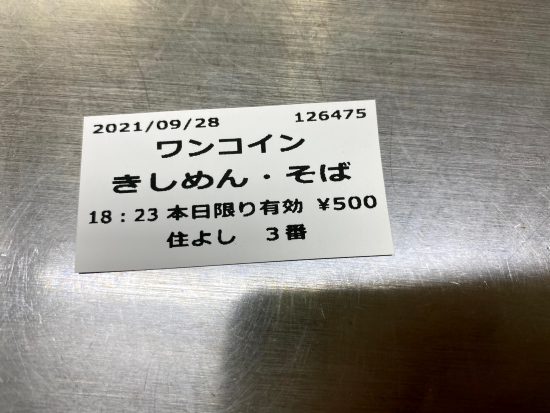 2021/09/28 126475
ワンコイン
きしめん・そば
18：23 本日限り有効 ¥500
住よし 3番